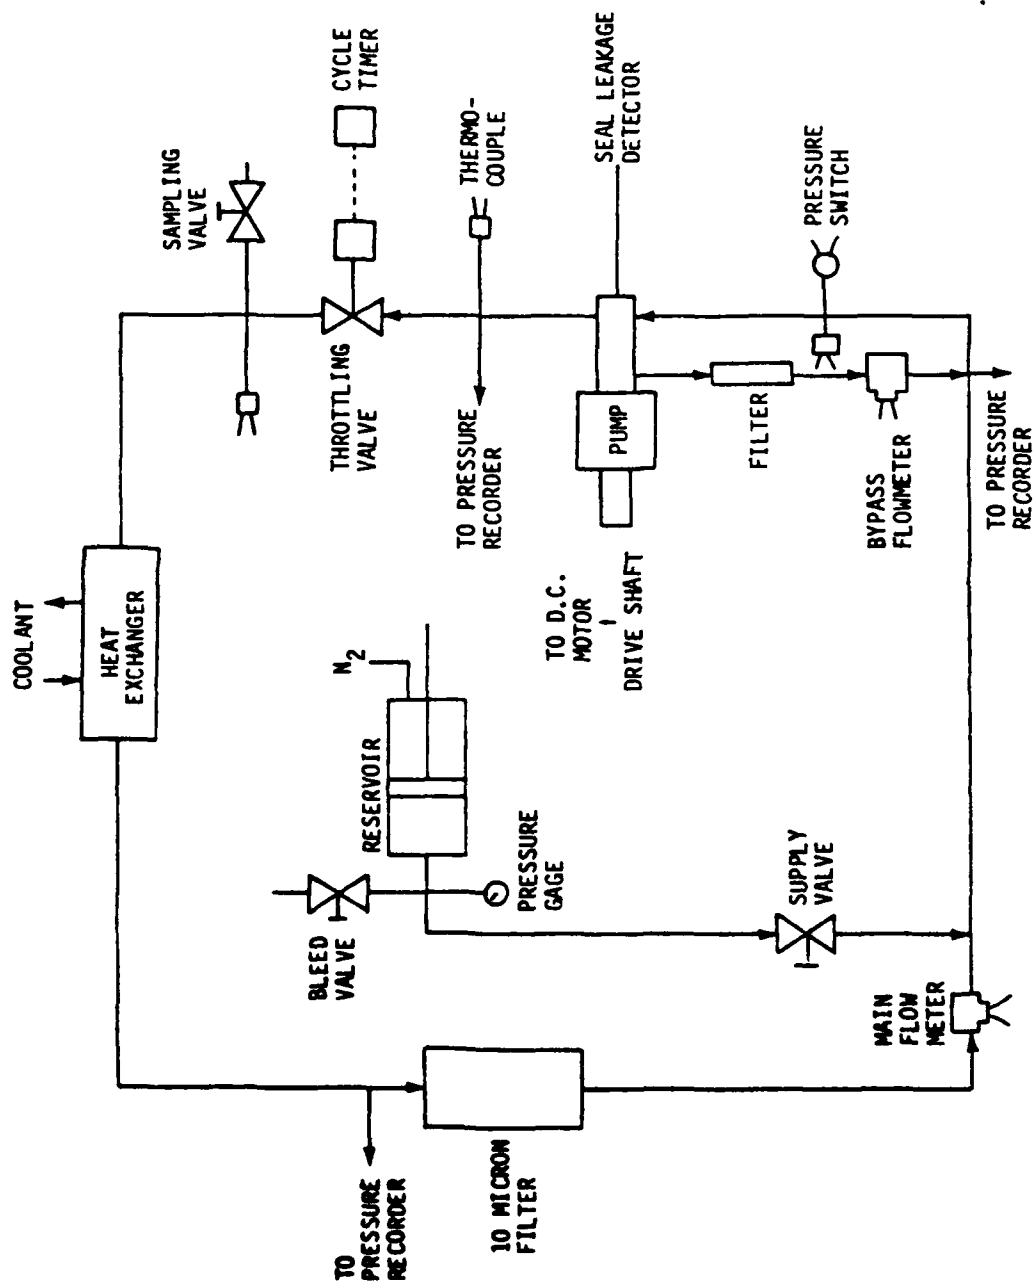 COOLANT
HEAT
EXCHANGER
SAMPLING
VALVE
CYCLE
TIMER
THROTTLING
VALVE
THERMO-
COUPLE
TO PRESSURE
RECORDER
SEAL LEAKAGE
DETECTOR
PUMP
TO D.C.
MOTOR
DRIVE SHAFT
FILTER
PRESSURE
SWITCH
BYPASS
FLOWMETER
TO PRESSURE
RECORDER
N2
RESERVOIR
BLEED
VALVE
PRESSURE
GAGE
SUPPLY
VALVE
MAIN
FLOW
METER
10 MICRON
FILTER
TO
PRESSURE
RECORDER